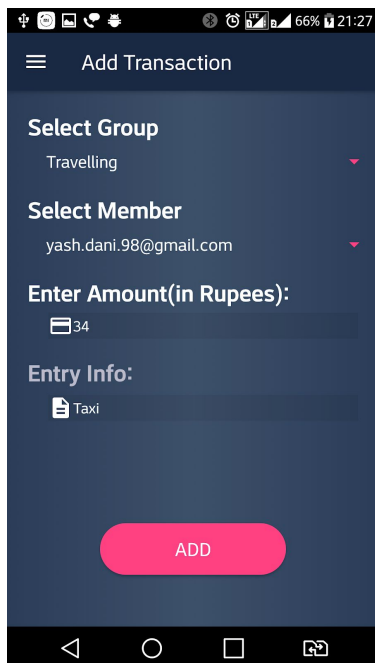 66% 21:27
Add Transaction
Select Group
Travelling
Select Member
yash.dani.98@gmail.com
Enter Amount(in Rupees):
34
Entry Info:
Taxi
ADD